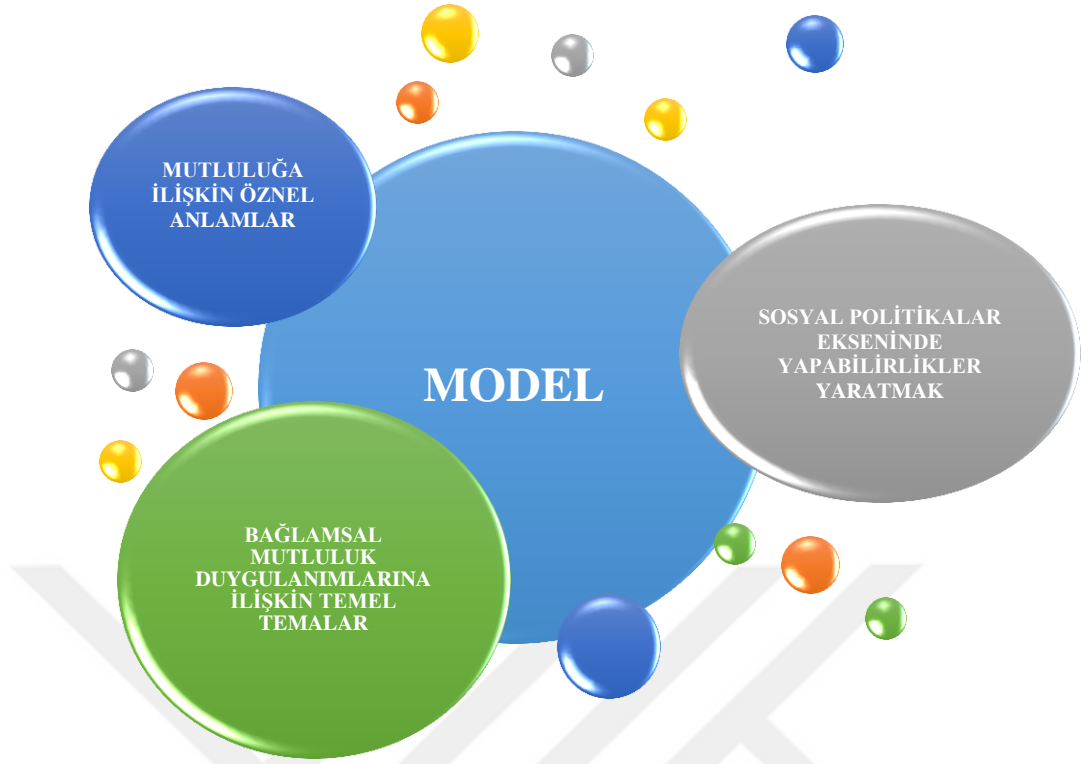 MUTLULUĞA
İLİŞKİN ÖZNEL
ANLAMLAR
MODEL
SOSYAL POLİTİKALAR
EKSENİNDE
YAPABİLİRLİKLER
YARATMAK
BAĞLAMSAL
MUTLULUK
DUYGULANIMLARINA
İLİŞKİN TEMEL
TEMALAR